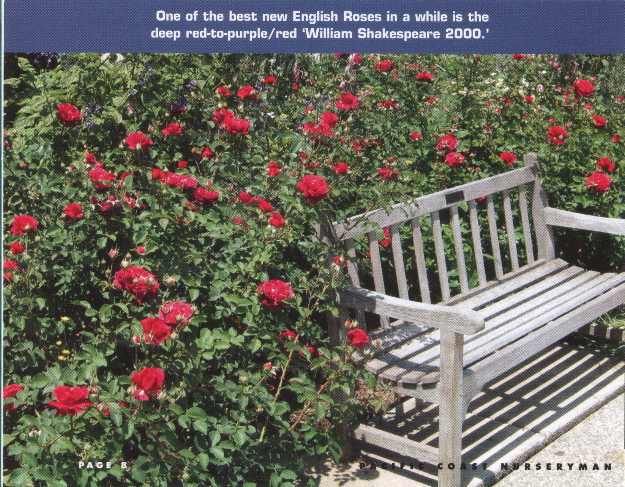 One of the best new English Roses in a while is the
deep red-to-purple/red ‘William Shakespeare 2000.’
PAGE 8
PACIFIC COAST NURSERYMAN